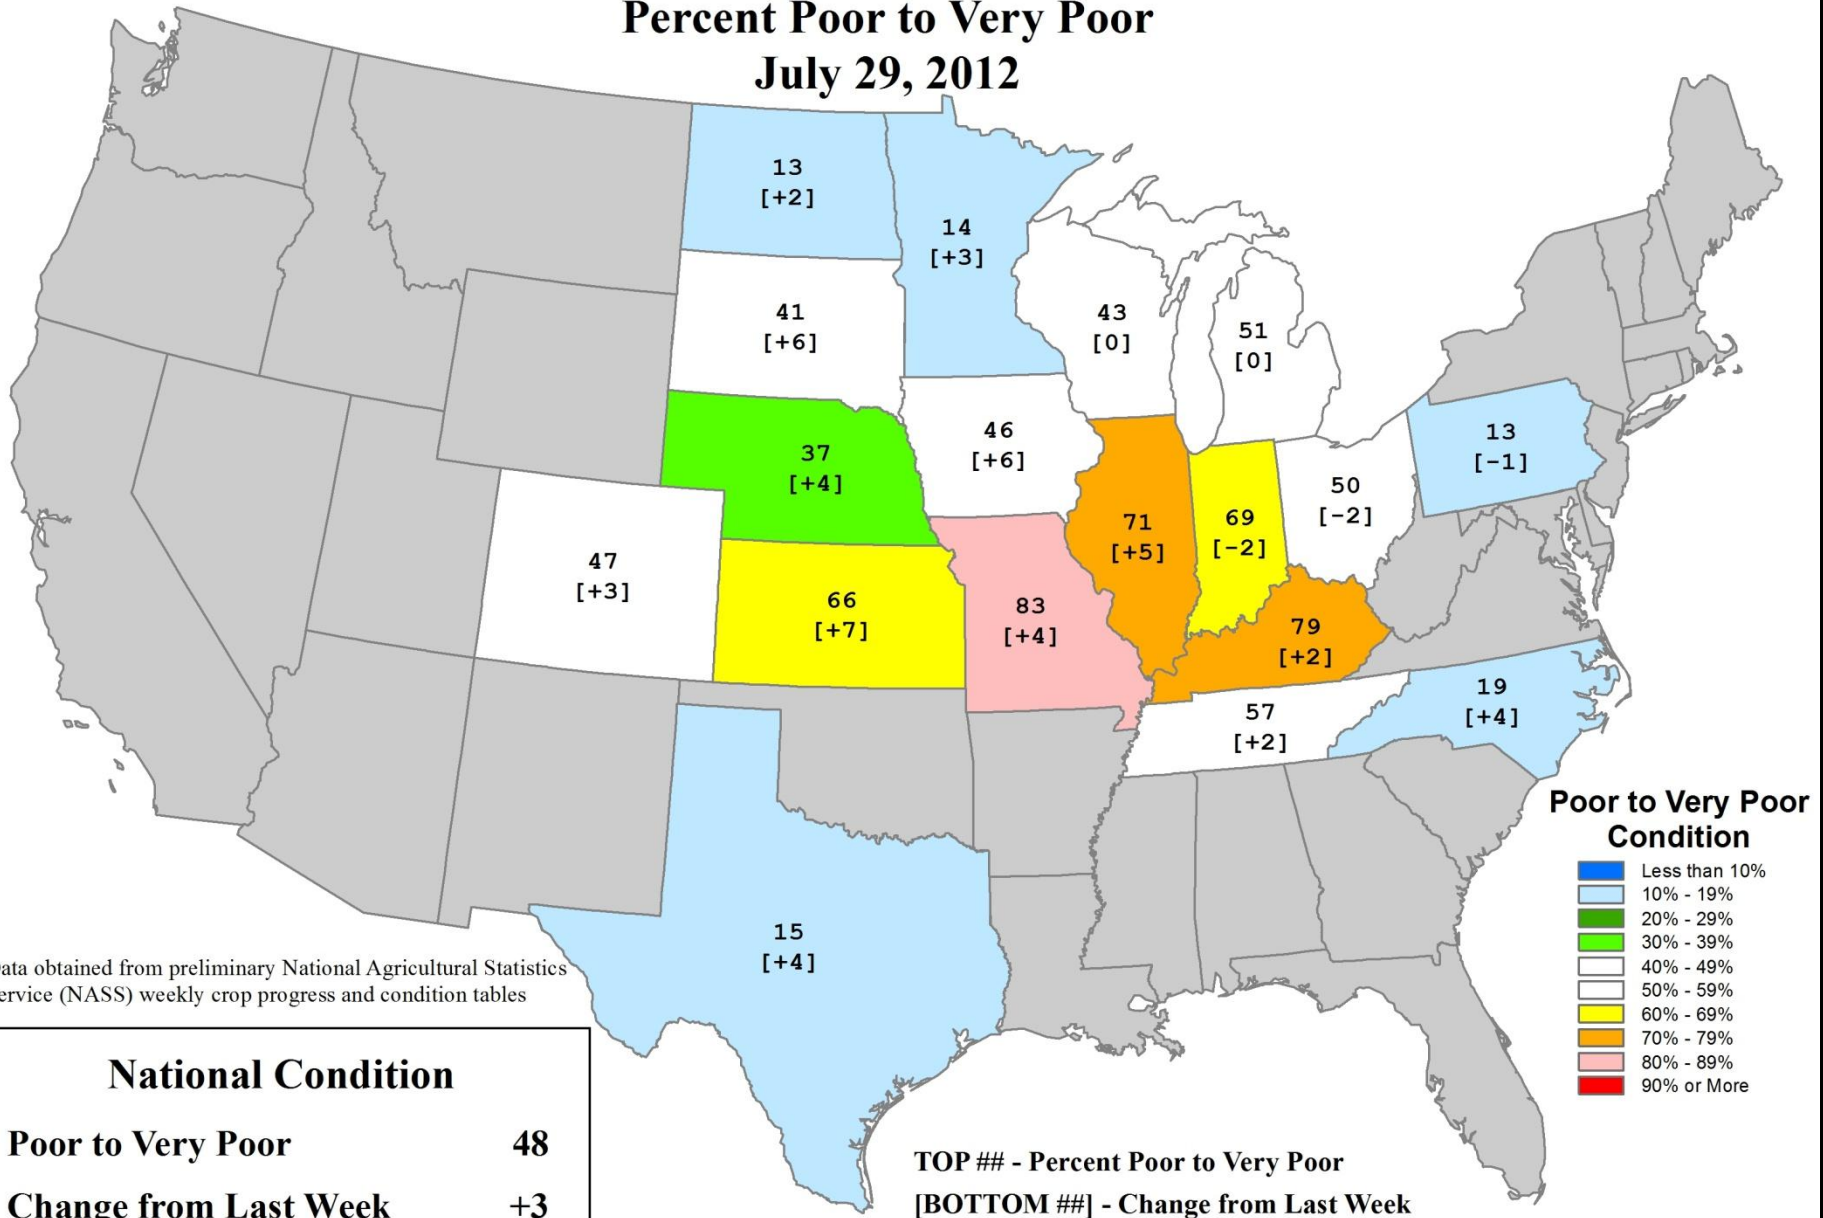 Percent Poor to Very Poor
July 29, 2012
13
[+2]
14
[+3]
41
[+6]
43
[0]
51
[0]
37
[+4]
46
[+6]
13
[-1]
50
[-2]
71
[+5]
69
[-2]
47
[+3]
66
[+7]
83
[+4]
79
[+2]
19
[+4]
57
[+2]
15
[+4]
Poor to Very Poor
Condition
Less than 10%
10% - 19%
20% - 29%
30% - 39%
40% - 49%
50% - 59%
60% - 69%
70% - 79%
80% - 89%
90% or More
ata obtained from preliminary National Agricultural Statistics
ervice (NASS) weekly crop progress and condition tables
National Condition
Poor to Very Poor 48
Change from Last Week +3
TOP ## - Percent Poor to Very Poor
[BOTTOM ##] - Change from Last Week